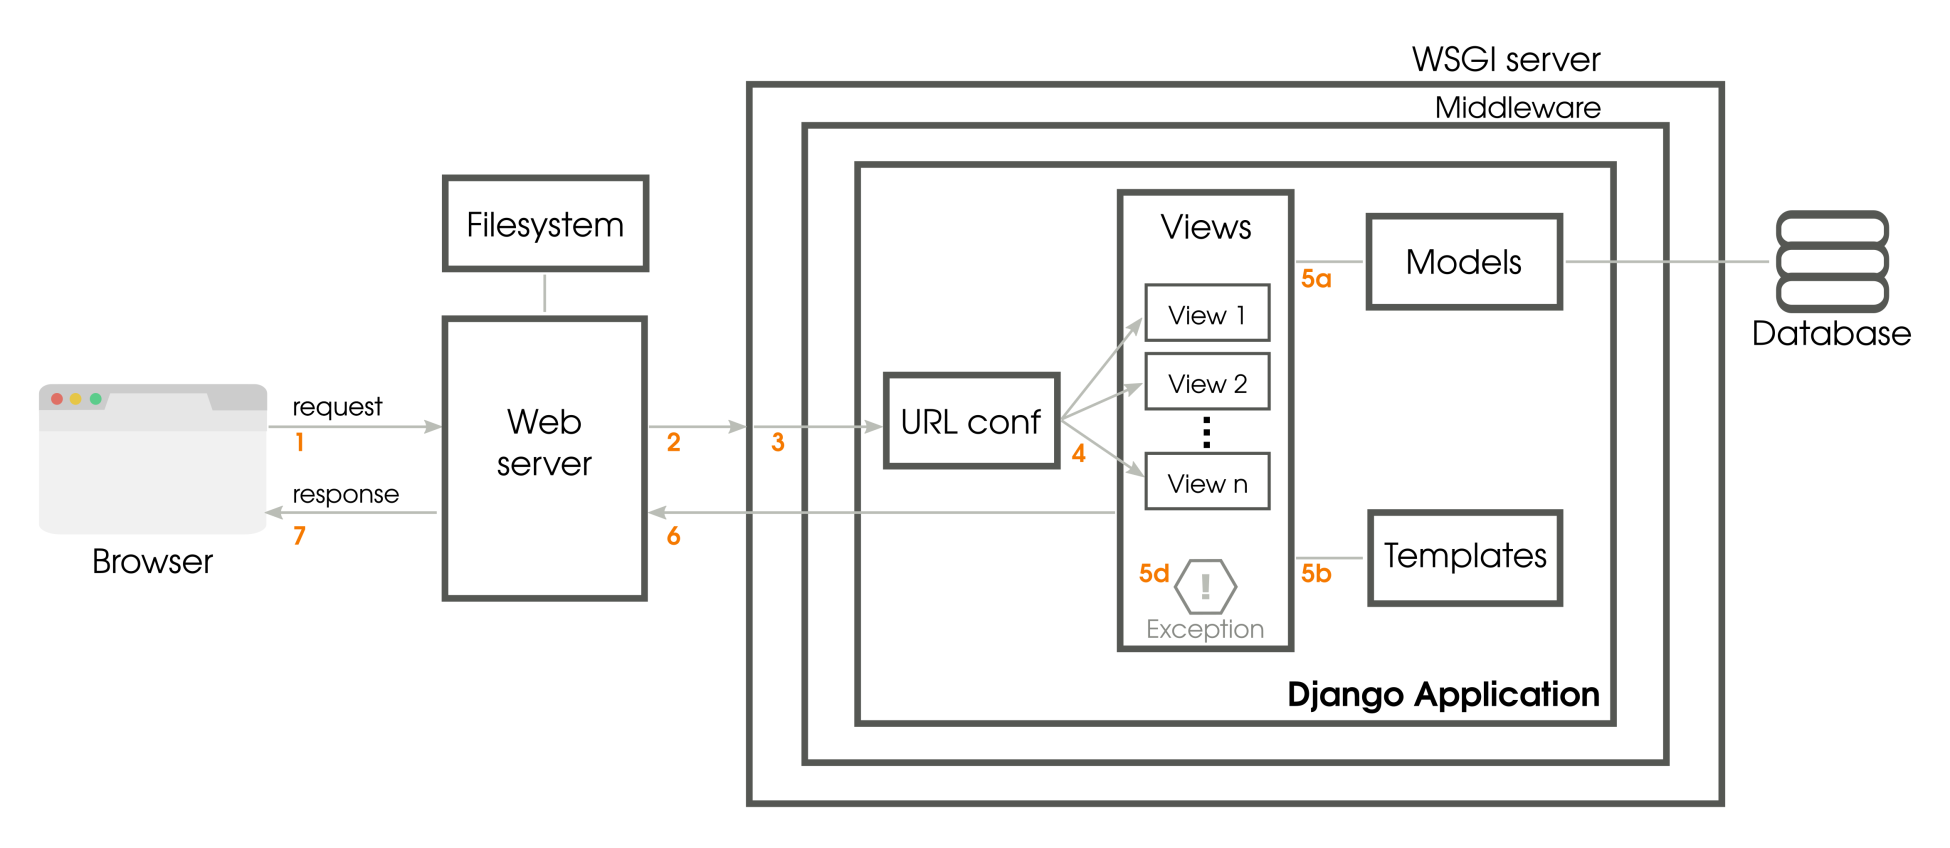 WSGI server
Middleware
Filesystem
Views
Models
5a
View 1
Database
View 2
request
1
Web
server
2
3
URL conf
4
View n
response
7
6
Browser
Templates
5d
!
5b
Exception
Django Application